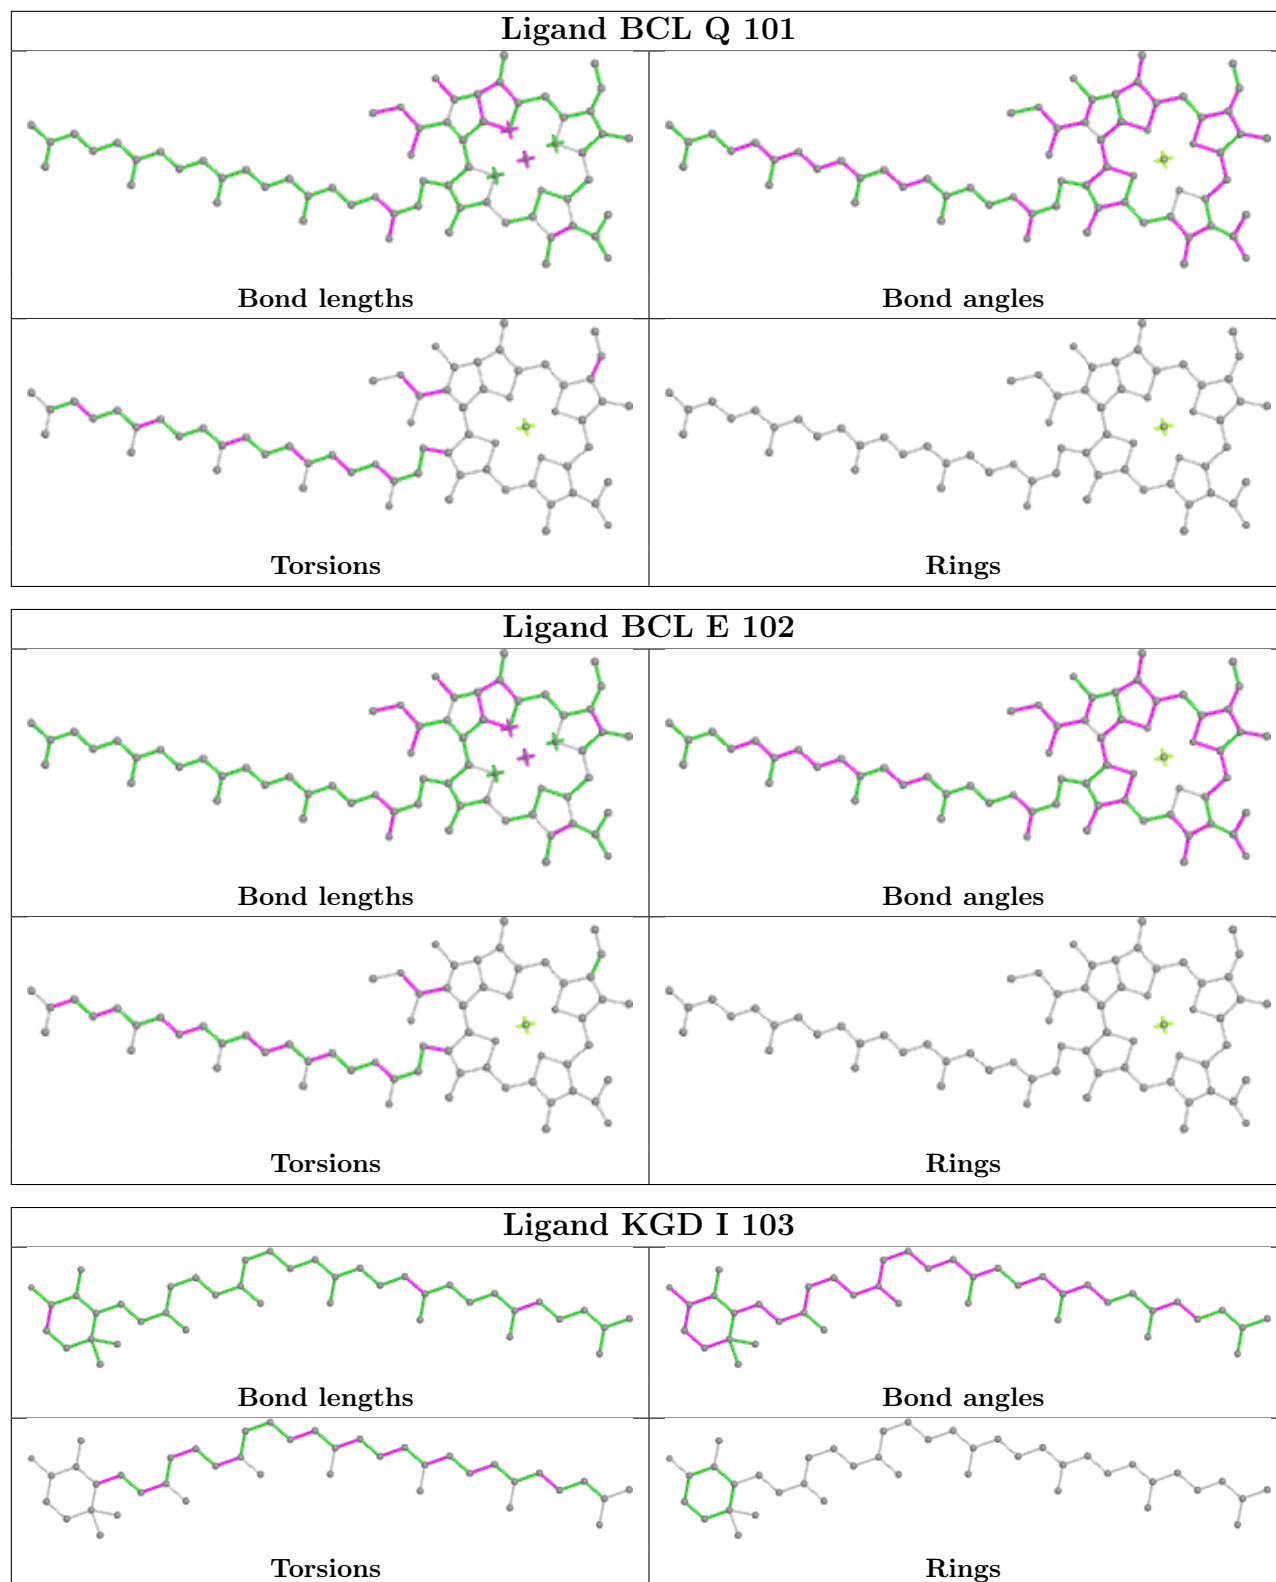 Ligand BCL Q 101
Bond lengths
Bond angles
Torsions
Rings
Ligand BCL E 102
Bond lengths
Bond angles
Torsions
Rings
Ligand KGD I 103
Bond lengths
Bond angles
Torsions
Rings